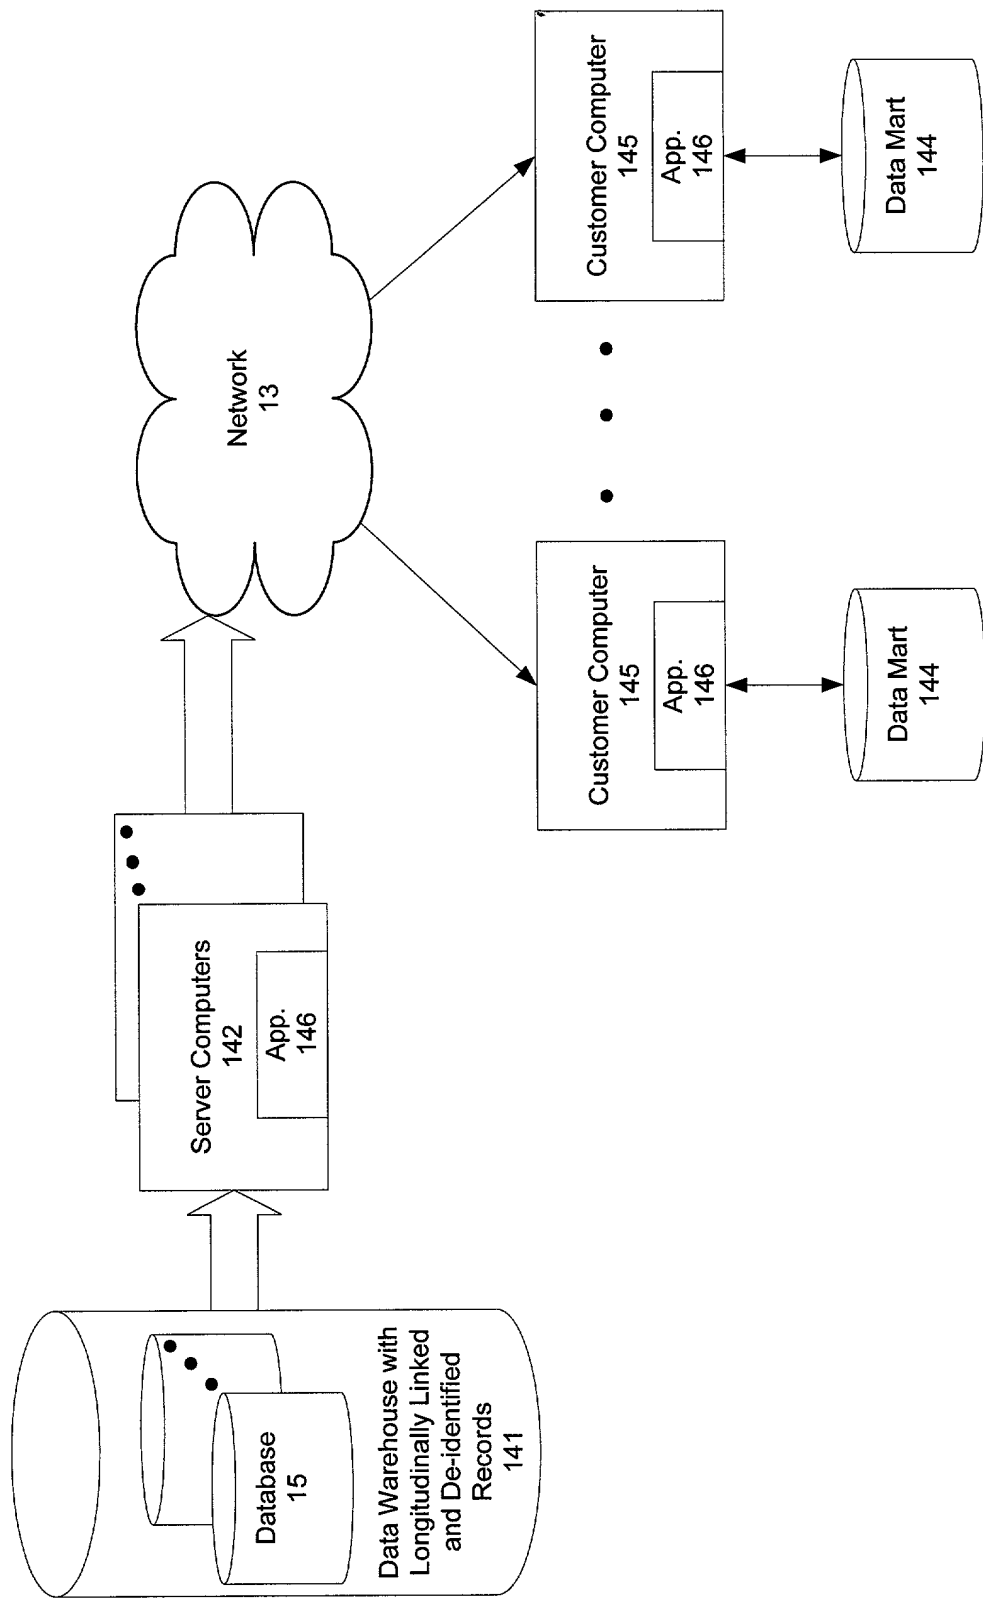 Database
15
Data Warehouse with
Longitudinally Linked
and De-identified
Records
141
Server Computers
142
App.
146
Network
13
Customer Computer
145
App.
146
Data Mart
144
Customer Computer
145
App.
146
Data Mart
144